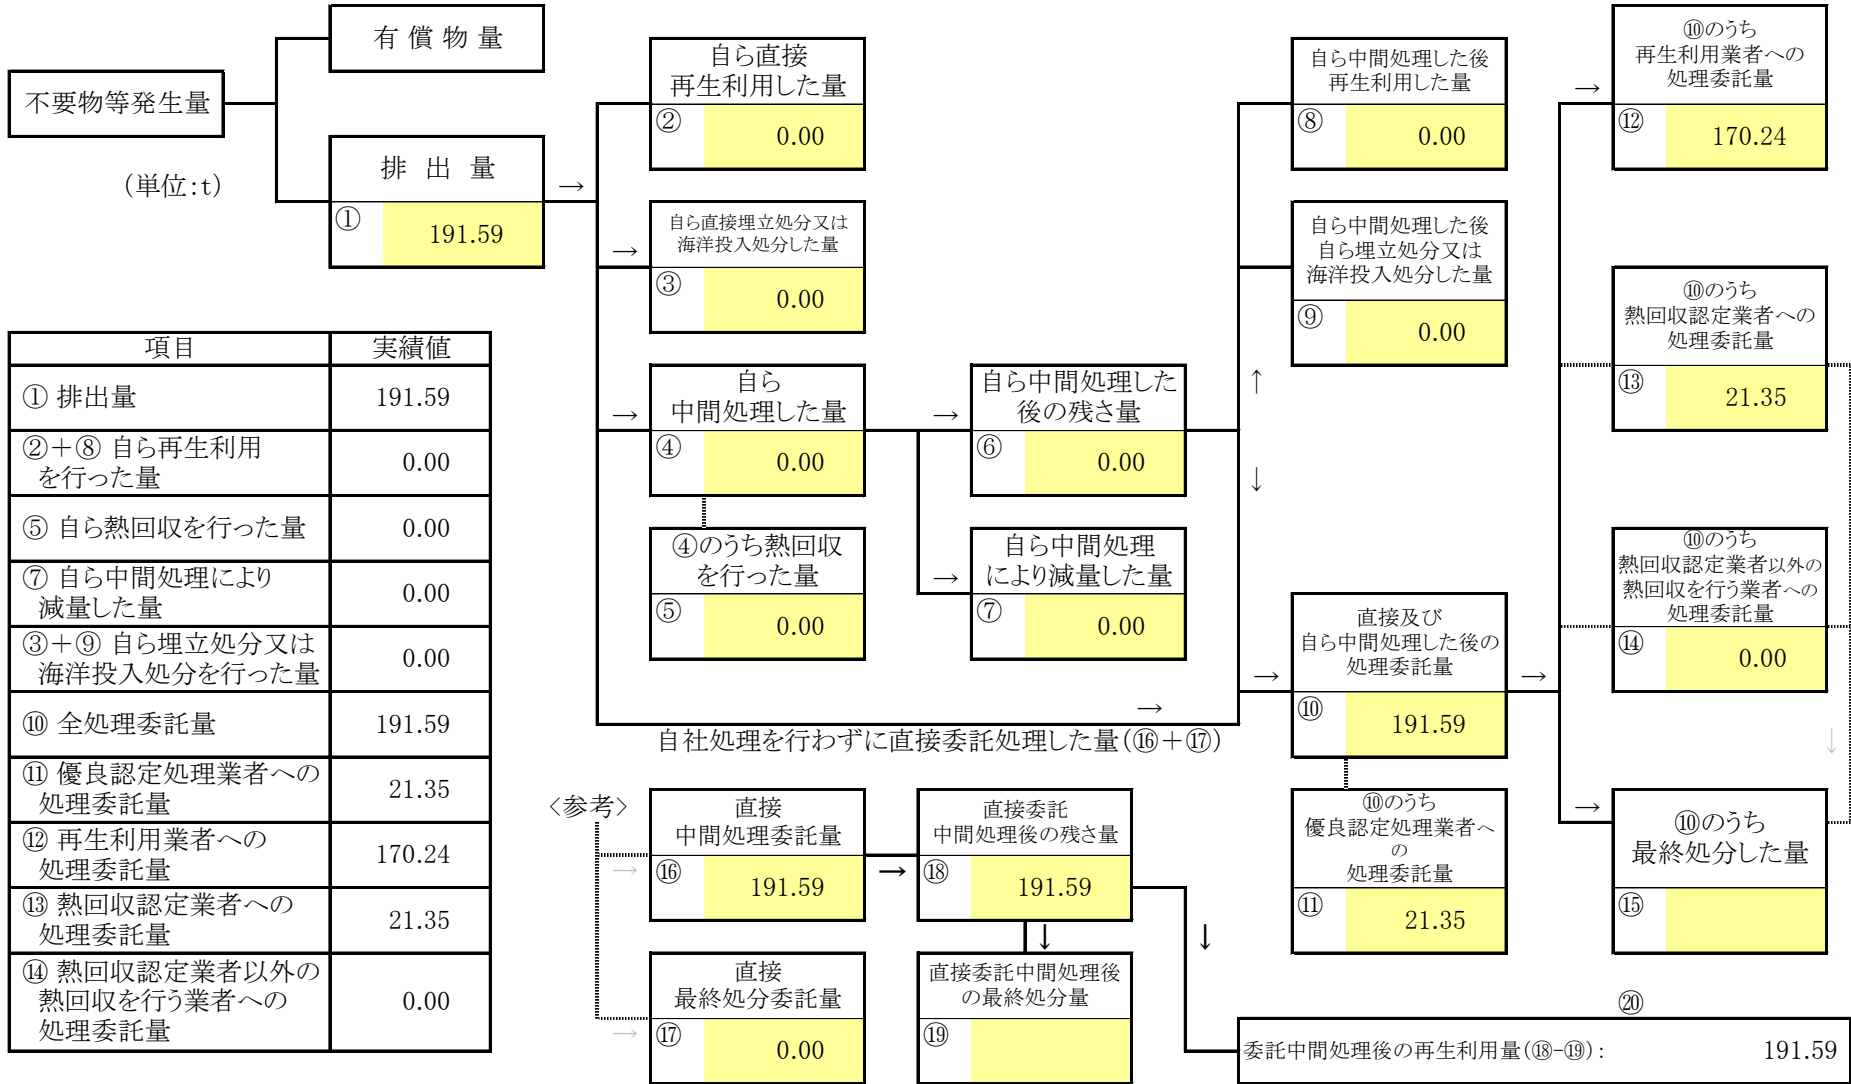 有 償 物 量
不要物等発生量
(単位:t)
排 出 量
→
① 191.59
自ら直接
再生利用した量
② 0.00
→
自ら直接埋立処分又は
海洋投入処分した量
③ 0.00
→
自ら
中間処理した量
④ 0.00
④のうち熱回収
を行った量
⑤ 0.00
→
自ら中間処理した
後の残さ量
⑥ 0.00
→
自ら中間処理
により減量した量
⑦ 0.00
自ら中間処理した後
再生利用した量
⑧ 0.00
自ら中間処理した後
自ら埋立処分又は
海洋投入処分した量
⑨ 0.00
↑
↓
→
自社処理を行わずに直接委託処理した量(⑯+⑰)
→
直接及び
自ら中間処理した後の
処理委託量
⑩ 191.59
⑩のうち
優良認定処理業者へ
の
処理委託量
⑪ 21.35
→
→
⑩のうち
再生利用業者への
処理委託量
⑫ 170.24
⑩のうち
熱回収認定業者への
処理委託量
⑬ 21.35
⑩のうち
熱回収認定業者以外の
熱回収を行う業者への
処理委託量
⑭ 0.00
↓
→
⑩のうち
最終処分した量
⑮
項目 実績値
① 排出量 191.59
②+⑧ 自ら再生利用
を行った量 0.00
⑤ 自ら熱回収を行った量 0.00
⑦ 自ら中間処理により
減量した量 0.00
③+⑨ 自ら埋立処分又は
海洋投入処分を行った量 0.00
⑩ 全処理委託量 191.59
⑪ 優良認定処理業者への
処理委託量 21.35
⑫ 再生利用業者への
処理委託量 170.24
⑬ 熱回収認定業者への
処理委託量 21.35
⑭ 熱回収認定業者以外の
熱回収を行う業者への
処理委託量 0.00
〈参考〉
直接
中間処理委託量
→ ⑯ 191.59
→
直接委託
中間処理後の残さ量
⑱ 191.59
↓
↓
直接
最終処分委託量
→ ⑰ 0.00
直接委託中間処理後
の最終処分量
⑲
⑳
委託中間処理後の再生利用量(⑱-⑲): 191.59